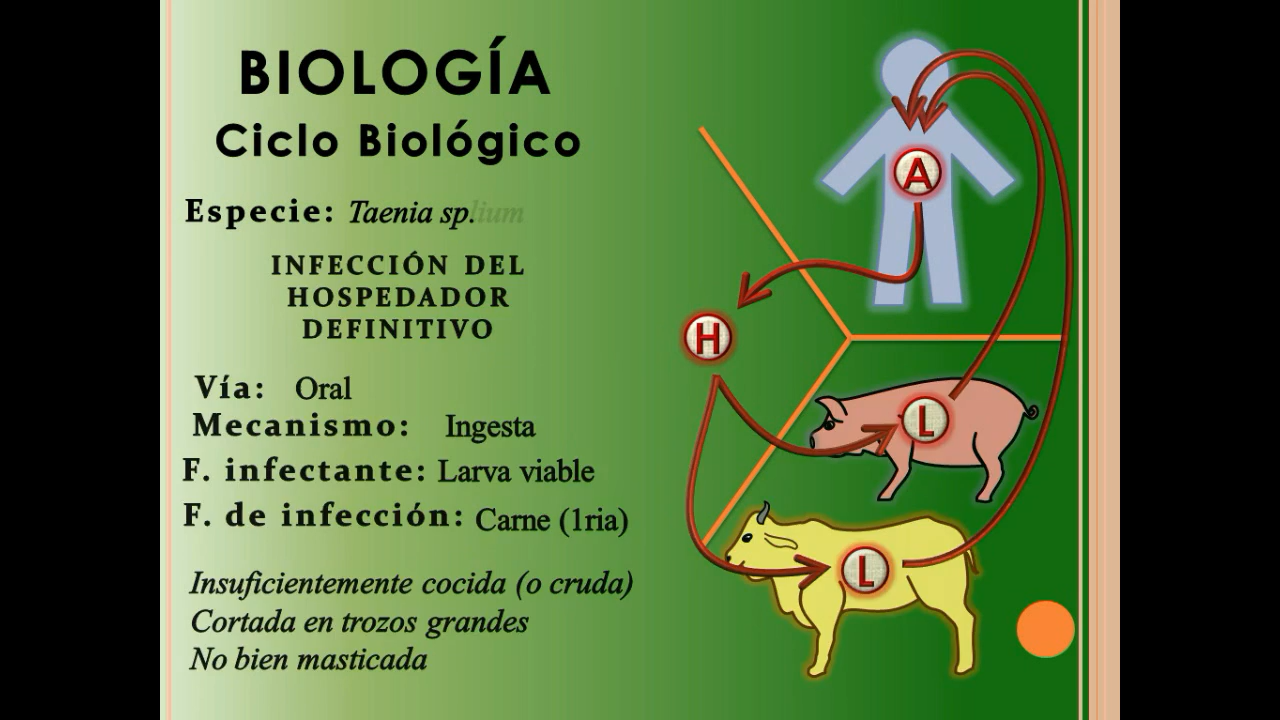 BIOLOGÍA
Ciclo Biológico
Especie: Taenia sp.lium
INFECCIÓN DEL
HOSPEDADOR
DEFINITIVO
Vía: Oral
Mecanismo: Ingesta
F. infectante: Larva viable
F. de infección: Carne (1ria)
Insuficientemente cocida (o cruda)
Cortada en trozos grandes
No bien masticada
A
H
L
L